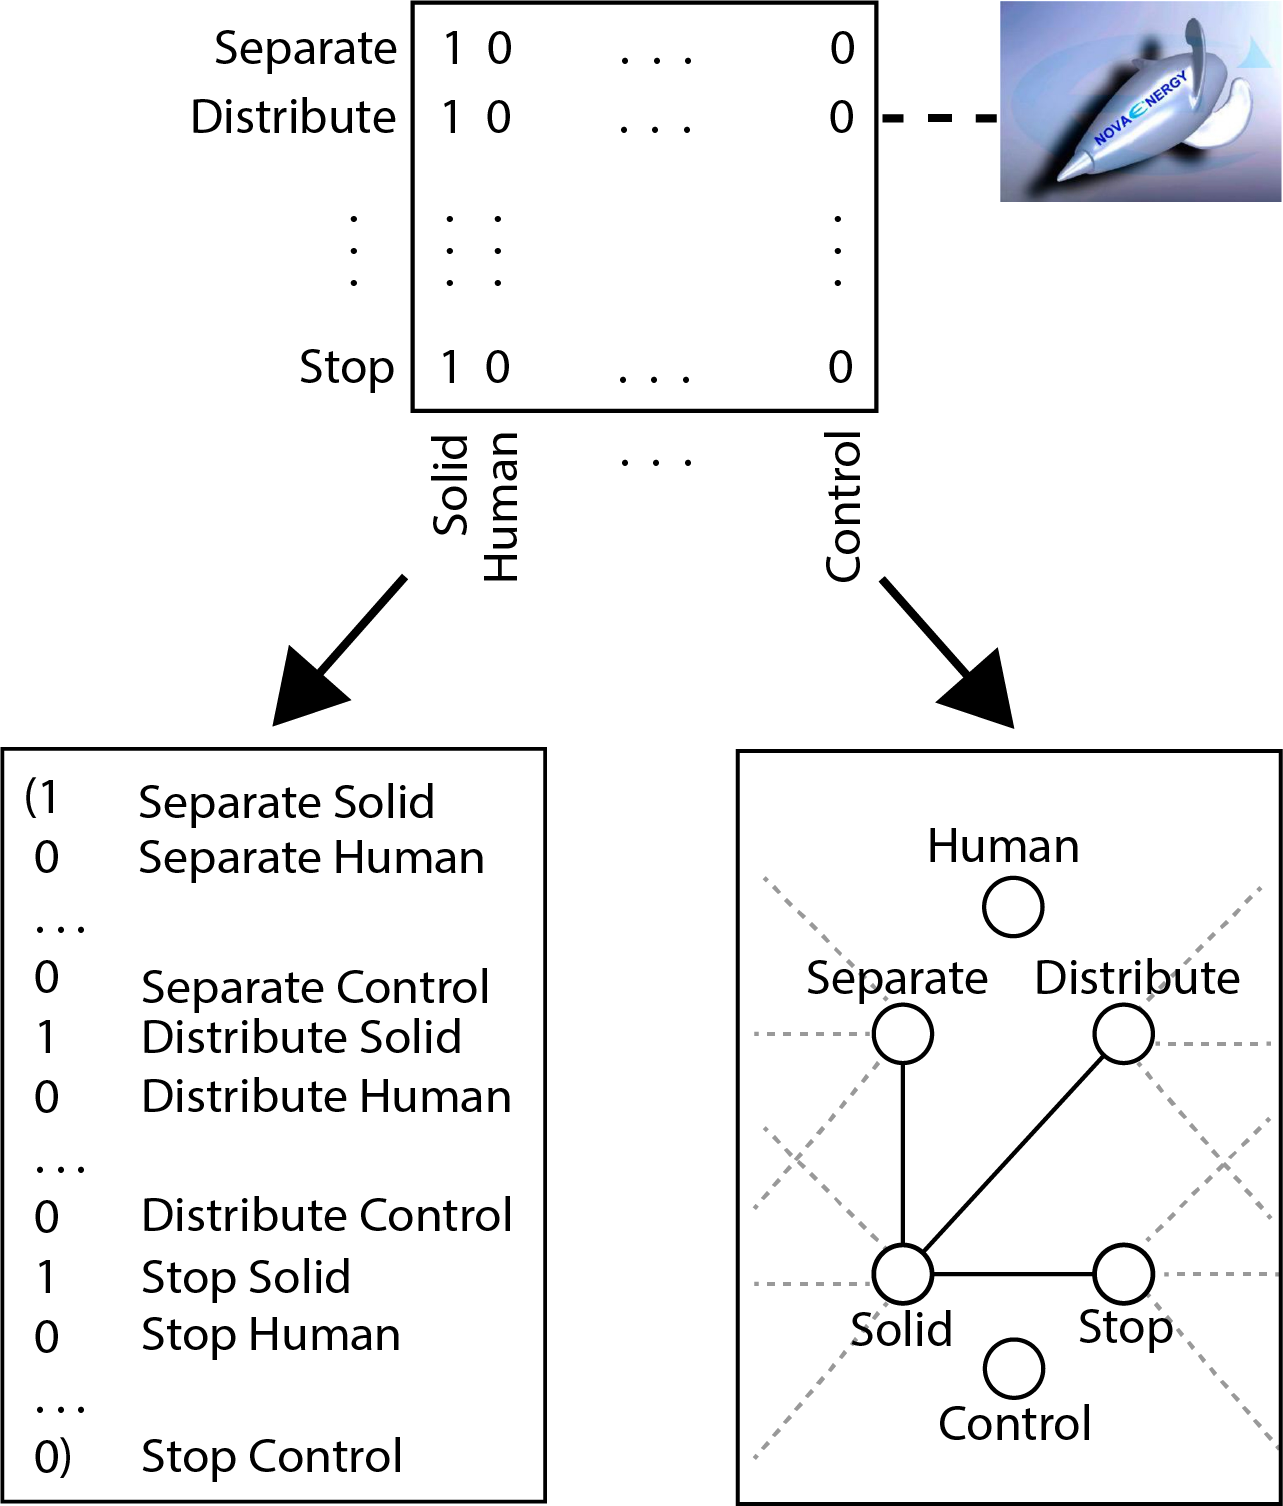 Separate 1 0 . . . 0
Distribute 1 0 . . . 0
NOVA ENERGY
. . . .
. . . .
. . . .
Stop 1 0 . . . 0
Solid Human . . . Control
(1 Separate Solid
0 Separate Human
. . .
0 Separate Control
1 Distribute Solid
0 Distribute Human
. . .
0 Distribute Control
1 Stop Solid
0 Stop Human
. . .
0) Stop Control
Human
Separate Distribute
Solid Stop
Control